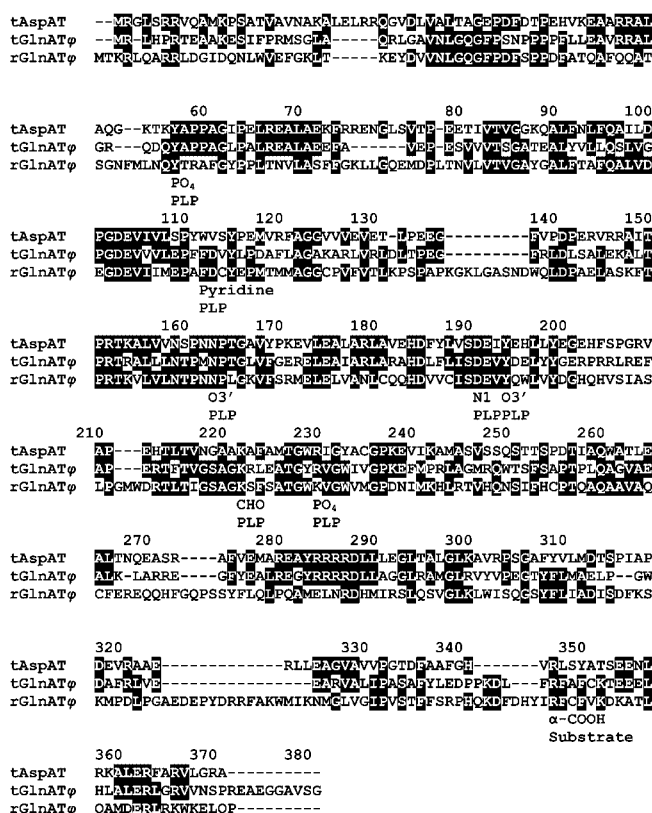 tAspAT --MRGLSRRVQAMKPSATVAVNAKALELRRQGVDLVALTAGEPDFDTPEHVKEAARRAL
tGlnATφ --MR-LHPRTEAAKESIFPRMSGLA-----QRLGAVNLGQGFPSNPPPPFLLEAVRRAL
rGlnATφ MTKRLQARRLDGIDQNLWVEFGKLT-----KEYDVVNLGQGFPDFSPPDFATQAFQQAT
60 70 80 90 100
tAspAT AQG--KTKYAPPAGIPELREALAEKFRRENGLSVTP-EETIVTVGGKQALFNLFQAILD
tGlnATφ GR--QDQYAPPAGLPALREALAEEFA-----VEP-ESVVVTSGATEALYVLLQSLVG
rGlnATφ SGNFMLNQYTRAFGYPPLTNVLASFFGKLLGQEMDPLTNVLVTVGAYGALFTAFQALVD
PO₄
PLP
110 120 130 140 150
tAspAT PGDEVIVLSPYWVSYPEMVRFAGGVVVEVET-LPEEG---------FVPDPERVRRAIT
tGlnATφ PGDEVVVLEPFFDVYLPDAFLAGAKARLVRLDLTPEG---------FRLDLSALEKALT
rGlnATφ EGDEVIIMEPAFDCYEPMTMMAGGCPVFVTLKPSPAPKGKLGASNDWQLDPAELASKFT
Pyridine
PLP
160 170 180 190 200
tAspAT PRTKALVVNSPNNPTGAVYPKEVLEALARLAVEHDFYLVSDEIYEHLLYEGEHFSPGRV
tGlnATφ PRTRALLLNTPMNPTGLVFGERELEAIARLARAHDLFLISDEVYDELYYGERPRRLREF
rGlnATφ PRTKVLVLNTPNNPLGKVFSRMELELVANLCQQHDVVCISDEVYQWLVYDGHQHVSIAS
O3′ N1 O3′
PLP PLPPLP
210 220 230 240 250 260
tAspAT AP---EHTLTVNGAAKAFAMTGWRIGYACGPKEVIKAMASVSSQSTTSPDTIAQWATLE
tGlnATφ AP---ERTFTVGSAGKRLEATGYRVGWIVGPKEFMPRLAGMRQWTSFSAPTPLQAGVAE
rGlnATφ LPGMWDRTLTIGSAGKSFSATGWKVGWVMGPDNIMKHLRTVHQNSIFHCPTQAQAAVAQ
CHO PO₄
PLP PLP
270 280 290 300 310
tAspAT ALTNQEASR----AFVEMAREAYRRRRDLLLEGLTALGLKAVRPSGAFYVLMDTSPIAP
tGlnATφ ALK-LARRE----GFYEALREGYRRRRDLLAGGLRAMGLRVYVPEGTYFLMAELP--GW
rGlnATφ CFEREQQHFGQPSSYFLQLPQAMELNRDHMIRSLQSVGLKLWISQGSYFLIADISDFKS
320 330 340 350
tAspAT DEVRAAE-------------RLLEAGVAVVPGTDFAAFGH------VRLSYATSEENL
tGlnATφ DAFRLVE-------------EARVALIPASAFYLEDPPKDL---FRFAFCKTEEEL
rGlnATφ KMPDLPGAEDEPYDRRFAKWMIKNMGLVGIPVSTFFSRPHQKDFDHYIRFCFVKDKATL
α-COOH
Substrate
360 370 382
tAspAT RKALERFARVLGRA-----------
tGlnATφ HLALERLGRVVNSPREAEGGAVSG
rGlnATφ QAMDERLRKWKELQP---------